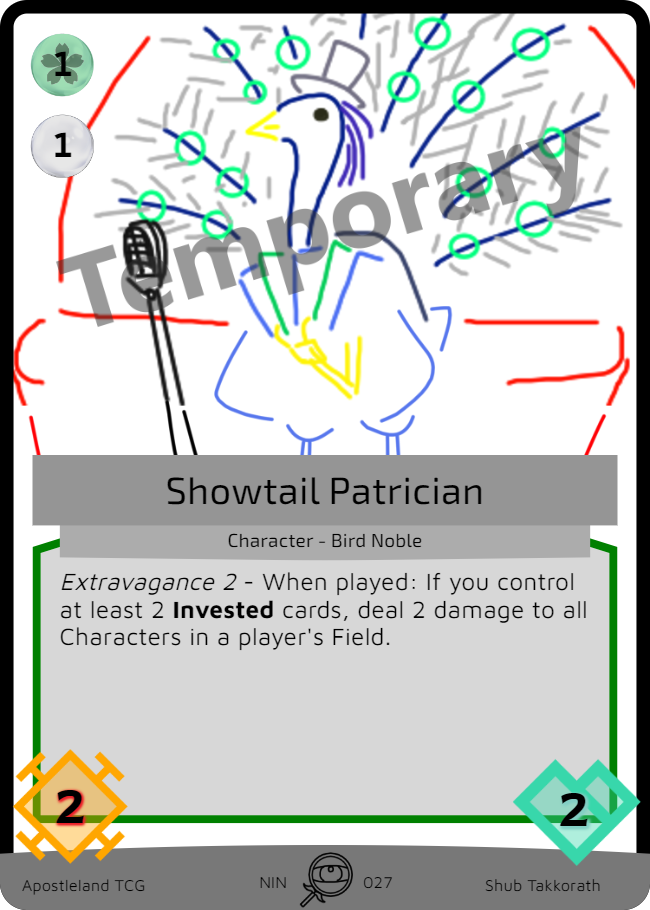 1
1
Temporary
Showtail Patrician
Character - Bird Noble
Extravagance 2 - When played: If you control
at least 2 Invested cards, deal 2 damage to all
Characters in a player's Field.
2
2
Apostleland TCG
NIN
027
Shub Takkorath